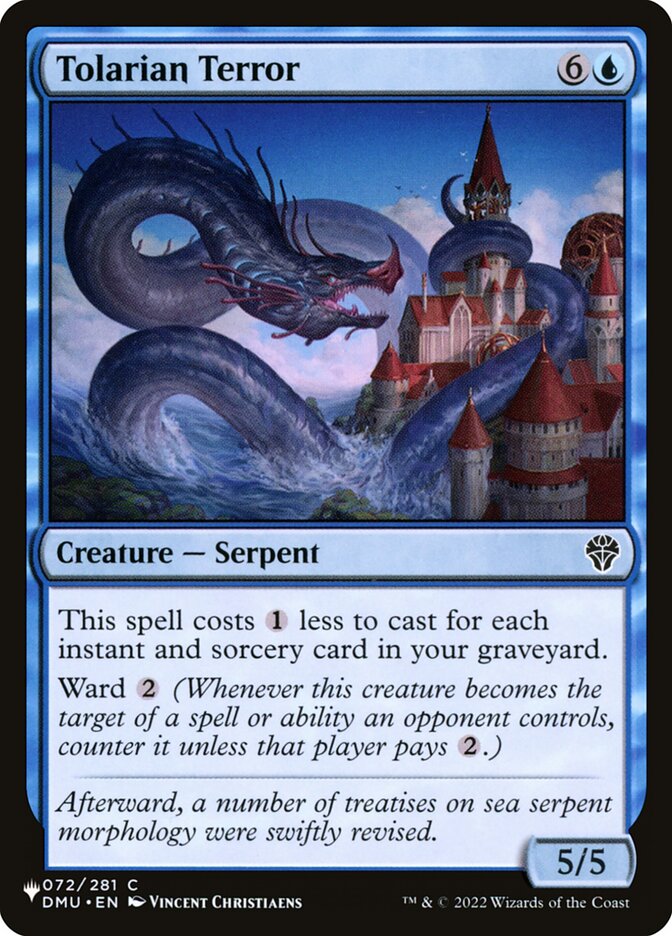 Tolarian Terror 6
Creature — Serpent
This spell costs 1 less to cast for each
instant and sorcery card in your graveyard.
Ward 2 (Whenever this creature becomes the
target of a spell or ability an opponent controls,
counter it unless that player pays 2.)
Afterward, a number of treatises on sea serpent
morphology were swiftly revised.
5/5
072/281 C
DMU • EN Vincent Christiaens
™ & © 2022 Wizards of the Coast